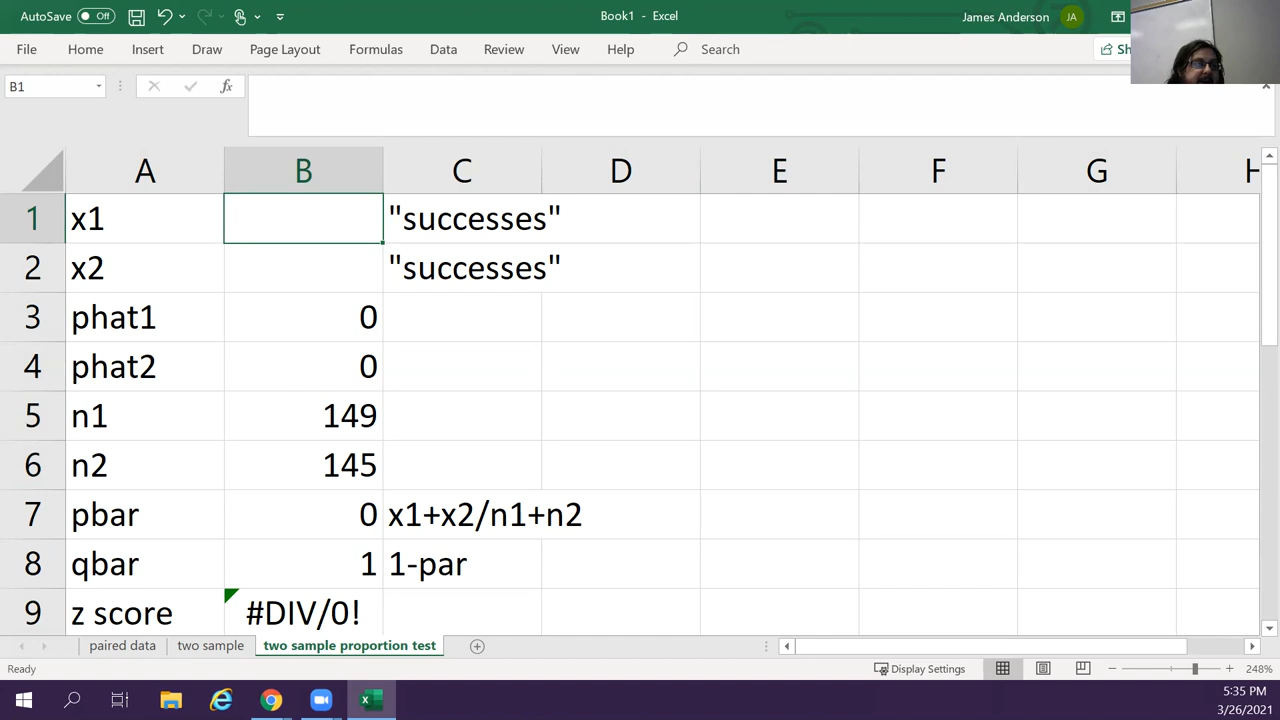 AutoSave Off Book1 - Excel James Anderson JA
File Home Insert Draw Page Layout Formulas Data Review View Help Search Sh
B1 fx
A B C D E F G H
1 x1 "successes"
2 x2 "successes"
3 phat1 0
4 phat2 0
5 n1 149
6 n2 145
7 pbar 0 x1+x2/n1+n2
8 qbar 1 1-par
9 z score #DIV/0!
paired data two sample two sample proportion test
Ready Display Settings 248%
5:35 PM
3/26/2021